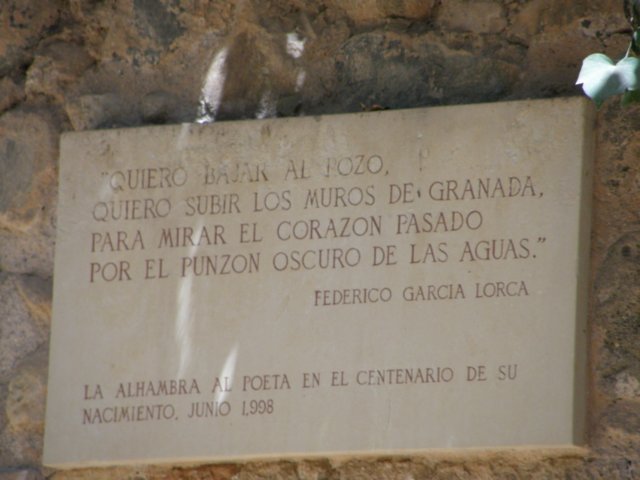 "QUIERO BAJAR AL POZO,
QUIERO SUBIR LOS MUROS DE GRANADA,
PARA MIRAR EL CORAZON PASADO
POR EL PUNZON OSCURO DE LAS AGUAS."
FEDERICO GARCIA LORCA
LA ALHAMBRA AL POETA EN EL CENTENARIO DE SU
NACIMIENTO. JUNIO 1.998